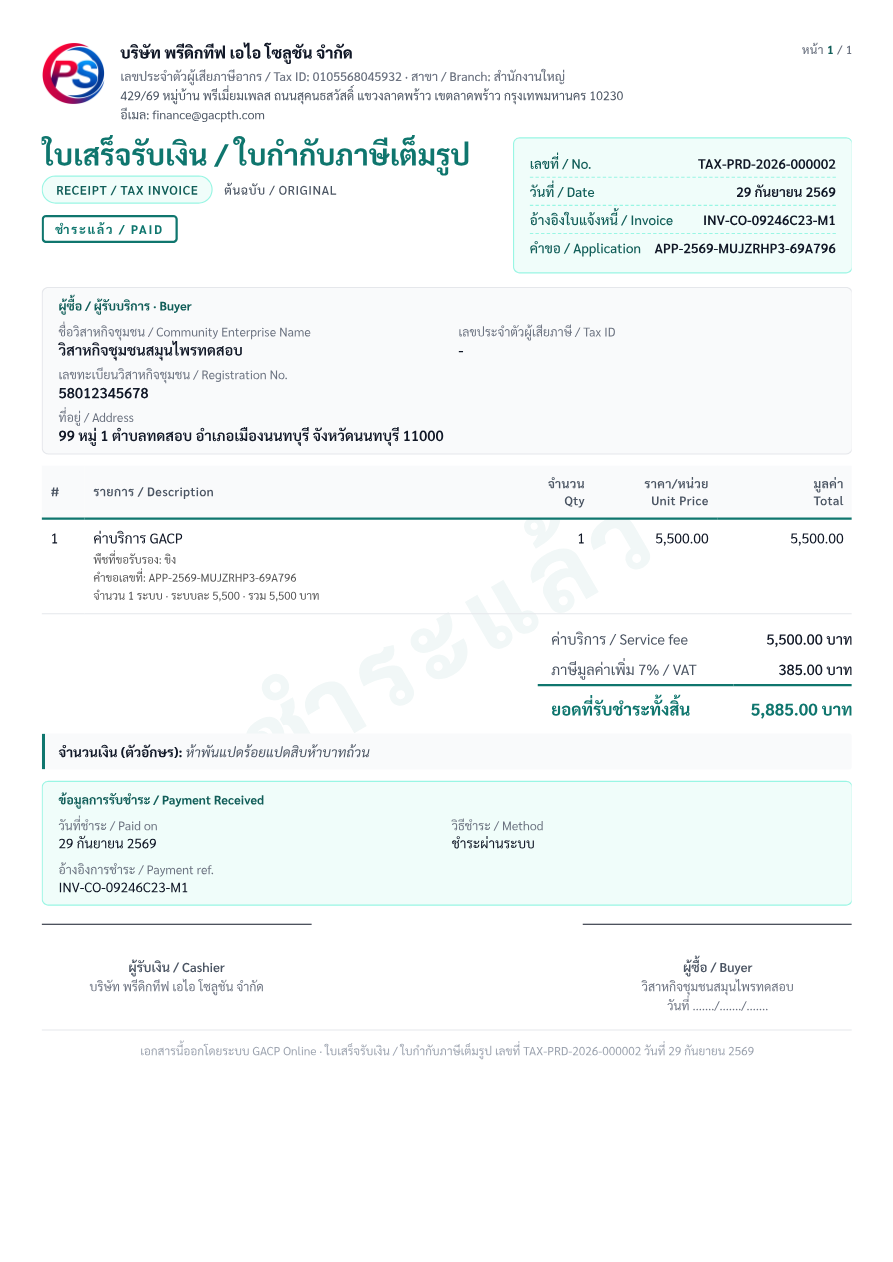 PS
บริษัท พรีดิกทีฟ เอไอ โซลูชัน จำกัด
เลขประจำตัวผู้เสียภาษีอากร / Tax ID: 0105568045932 · สาขา / Branch: สำนักงานใหญ่
429/69 หมู่บ้าน พรีเมี่ยมเพลส ถนนสุคนธสวัสดิ์ แขวงลาดพร้าว เขตลาดพร้าว กรุงเทพมหานคร 10230
อีเมล: finance@gacpth.com
หน้า 1 / 1
ใบเสร็จรับเงิน / ใบกำกับภาษีเต็มรูป
RECEIPT / TAX INVOICE ต้นฉบับ / ORIGINAL
ชำระแล้ว / PAID
เลขที่ / No. TAX-PRD-2026-000002
วันที่ / Date 29 กันยายน 2569
อ้างอิงใบแจ้งหนี้ / Invoice INV-CO-09246C23-M1
คำขอ / Application APP-2569-MUJZRHP3-69A796
ผู้ซื้อ / ผู้รับบริการ · Buyer
ชื่อวิสาหกิจชุมชน / Community Enterprise Name เลขประจำตัวผู้เสียภาษี / Tax ID
วิสาหกิจชุมชนสมุนไพรทดสอบ -
เลขทะเบียนวิสาหกิจชุมชน / Registration No.
58012345678
ที่อยู่ / Address
99 หมู่ 1 ตำบลทดสอบ อำเภอเมืองนนทบุรี จังหวัดนนทบุรี 11000
# รายการ / Description จำนวน Qty ราคา/หน่วย Unit Price มูลค่า Total
1 ค่าบริการ GACP 1 5,500.00 5,500.00
พืชที่ขอรับรอง: ขิง
คำขอเลขที่: APP-2569-MUJZRHP3-69A796
จำนวน 1 ระบบ · ระบบละ 5,500 · รวม 5,500 บาท
ชำระแล้ว
ค่าบริการ / Service fee 5,500.00 บาท
ภาษีมูลค่าเพิ่ม 7% / VAT 385.00 บาท
ยอดที่รับชำระทั้งสิ้น 5,885.00 บาท
จำนวนเงิน (ตัวอักษร): ห้าพันแปดร้อยแปดสิบห้าบาทถ้วน
ข้อมูลการรับชำระ / Payment Received
วันที่ชำระ / Paid on วิธีชำระ / Method
29 กันยายน 2569 ชำระผ่านระบบ
อ้างอิงการชำระ / Payment ref.
INV-CO-09246C23-M1
ผู้รับเงิน / Cashier
บริษัท พรีดิกทีฟ เอไอ โซลูชัน จำกัด
ผู้ซื้อ / Buyer
วิสาหกิจชุมชนสมุนไพรทดสอบ
วันที่ ......./......./.......
เอกสารนี้ออกโดยระบบ GACP Online · ใบเสร็จรับเงิน / ใบกำกับภาษีเต็มรูป เลขที่ TAX-PRD-2026-000002 วันที่ 29 กันยายน 2569